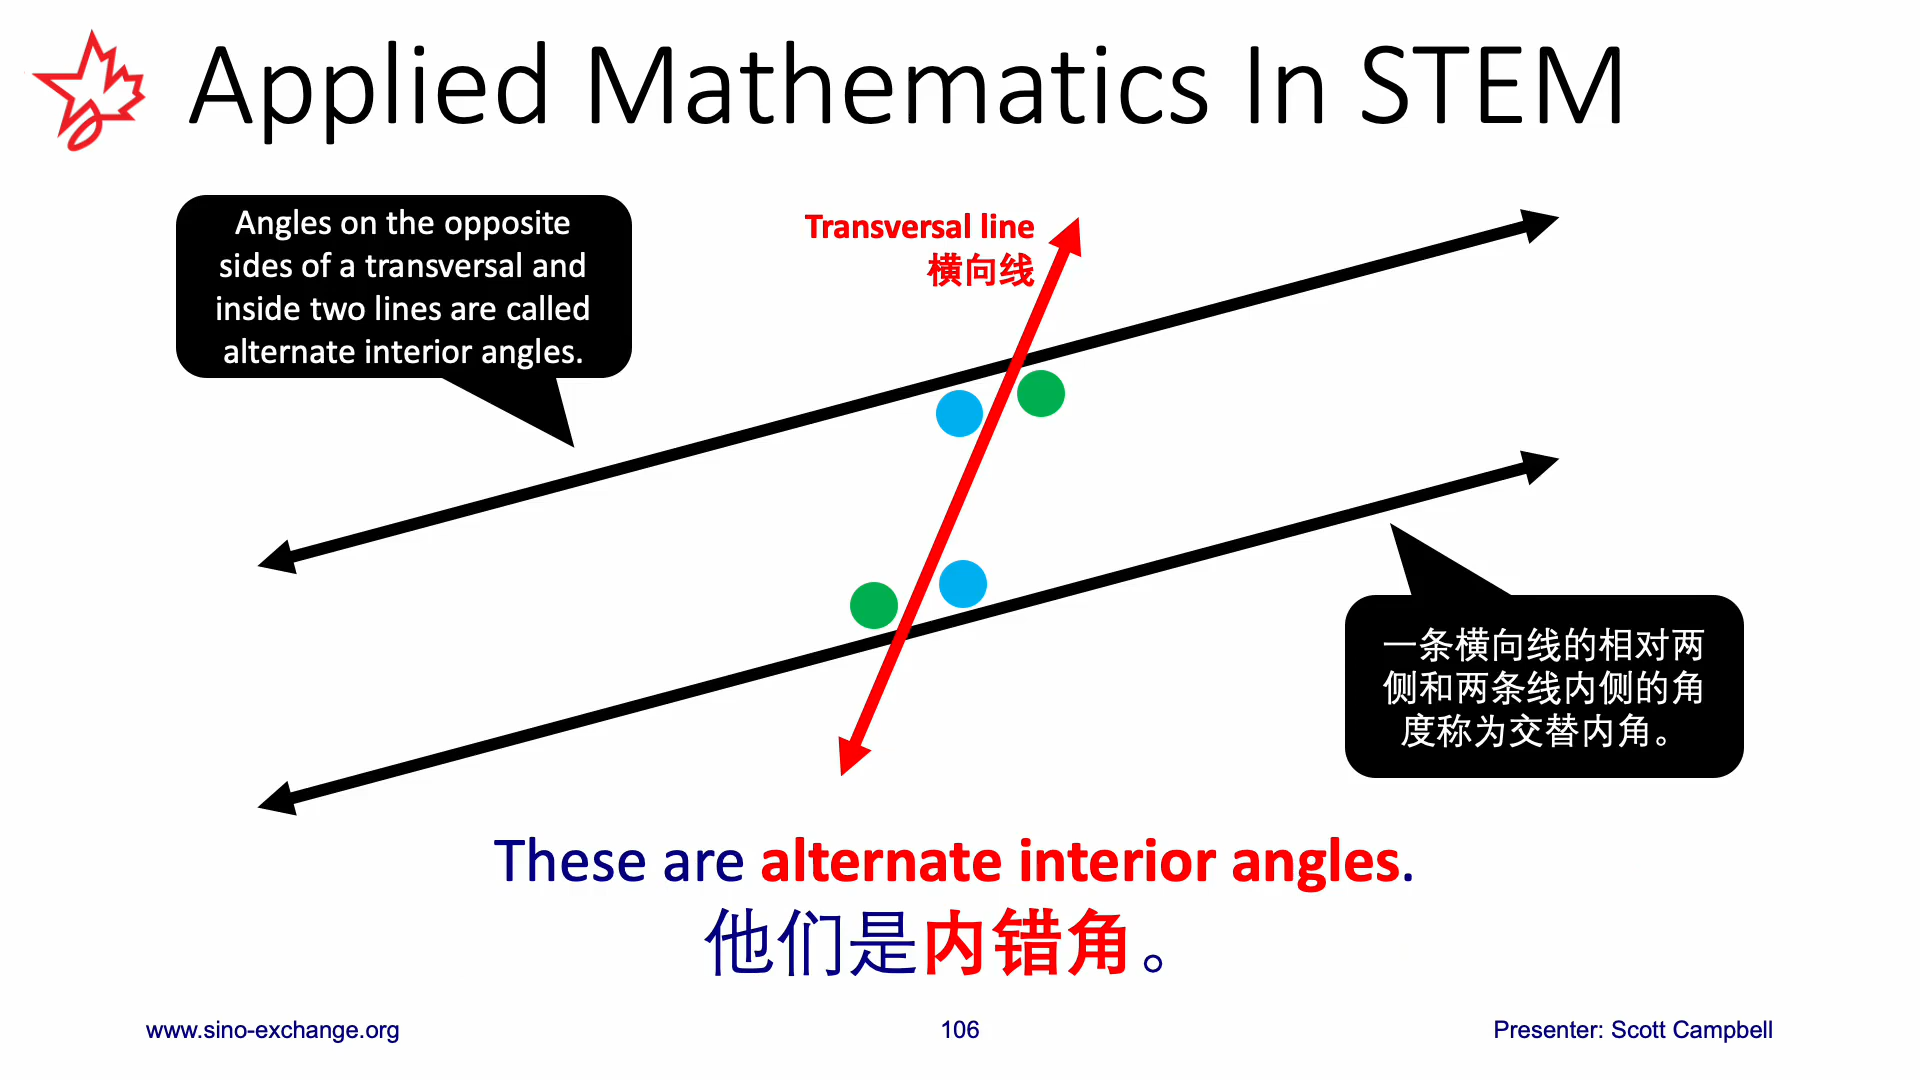 Applied Mathematics In STEM
Angles on the opposite
sides of a transversal and
inside two lines are called
alternate interior angles.
Transversal line
横向线
一条横向线的相对两
侧和两条线内侧的角
度称为交替内角。
These are alternate interior angles.
他们是内错角。
www.sino-exchange.org
106
Presenter: Scott Campbell